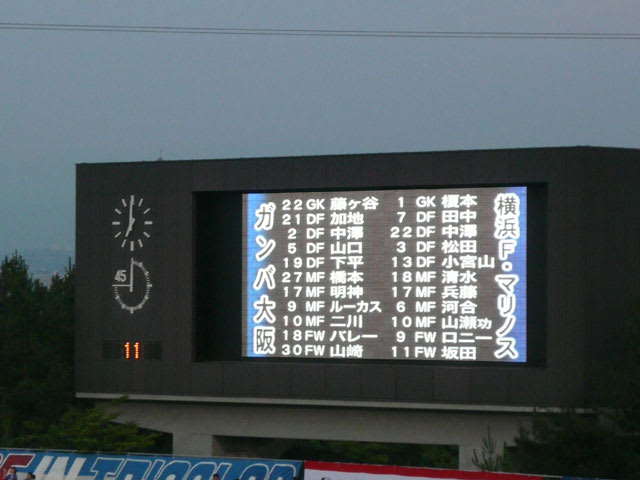 ガンバ大阪
22 GK 藤ヶ谷
21 DF 加地
2 DF 中澤
5 DF 山口
19 DF 下平
27 MF 橋本
17 MF 明神
9 MF ルーカス
10 MF 二川
18 FW バレー
30 FW 山崎
1 GK 榎本
7 DF 田中
22 DF 中澤
3 DF 松田
13 DF 小宮山
18 MF 清水
17 MF 兵藤
6 MF 河合
10 MF 山瀬功
9 FW ロニー
11 FW 坂田
横浜F・マリノス
45
11
TRICOLOR